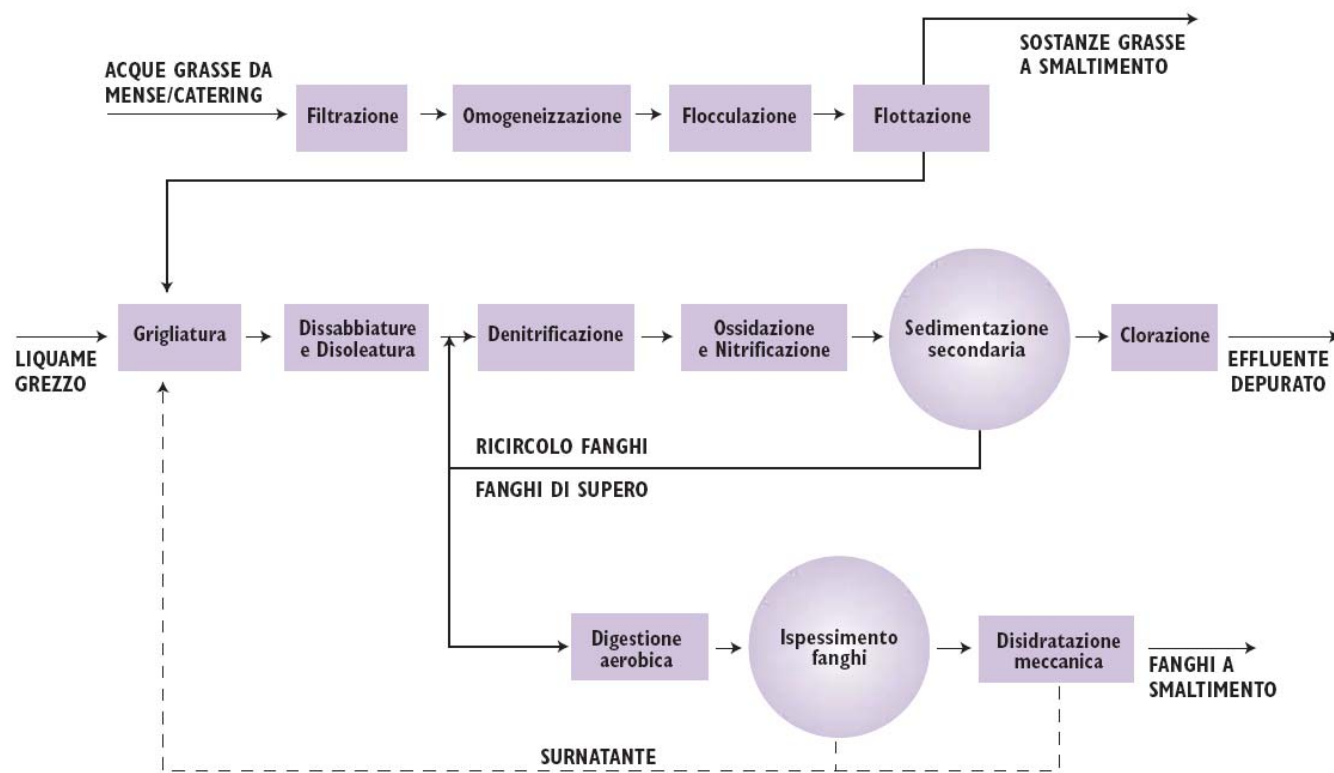 ACQUE GRASSE DA
MENSE/CATERING
SOSTANZE GRASSE
A SMALTIMENTO
Filtrazione
Omogeneizzazione
Flocculazione
Flottazione
LIQUAME
GREZZO
Grigliatura
Dissabbiature
e Disoleatura
Denitrificazione
Ossidazione
e Nitrificazione
Sedimentazione
secondaria
Clorazione
EFFLUENTE
DEPURATO
RICIRCOLO FANGHI
FANGHI DI SUPERO
Digestione
aerobica
Ispessimento
fanghi
Disidratazione
meccanica
FANGHI A
SMALTIMENTO
SURNATANTE